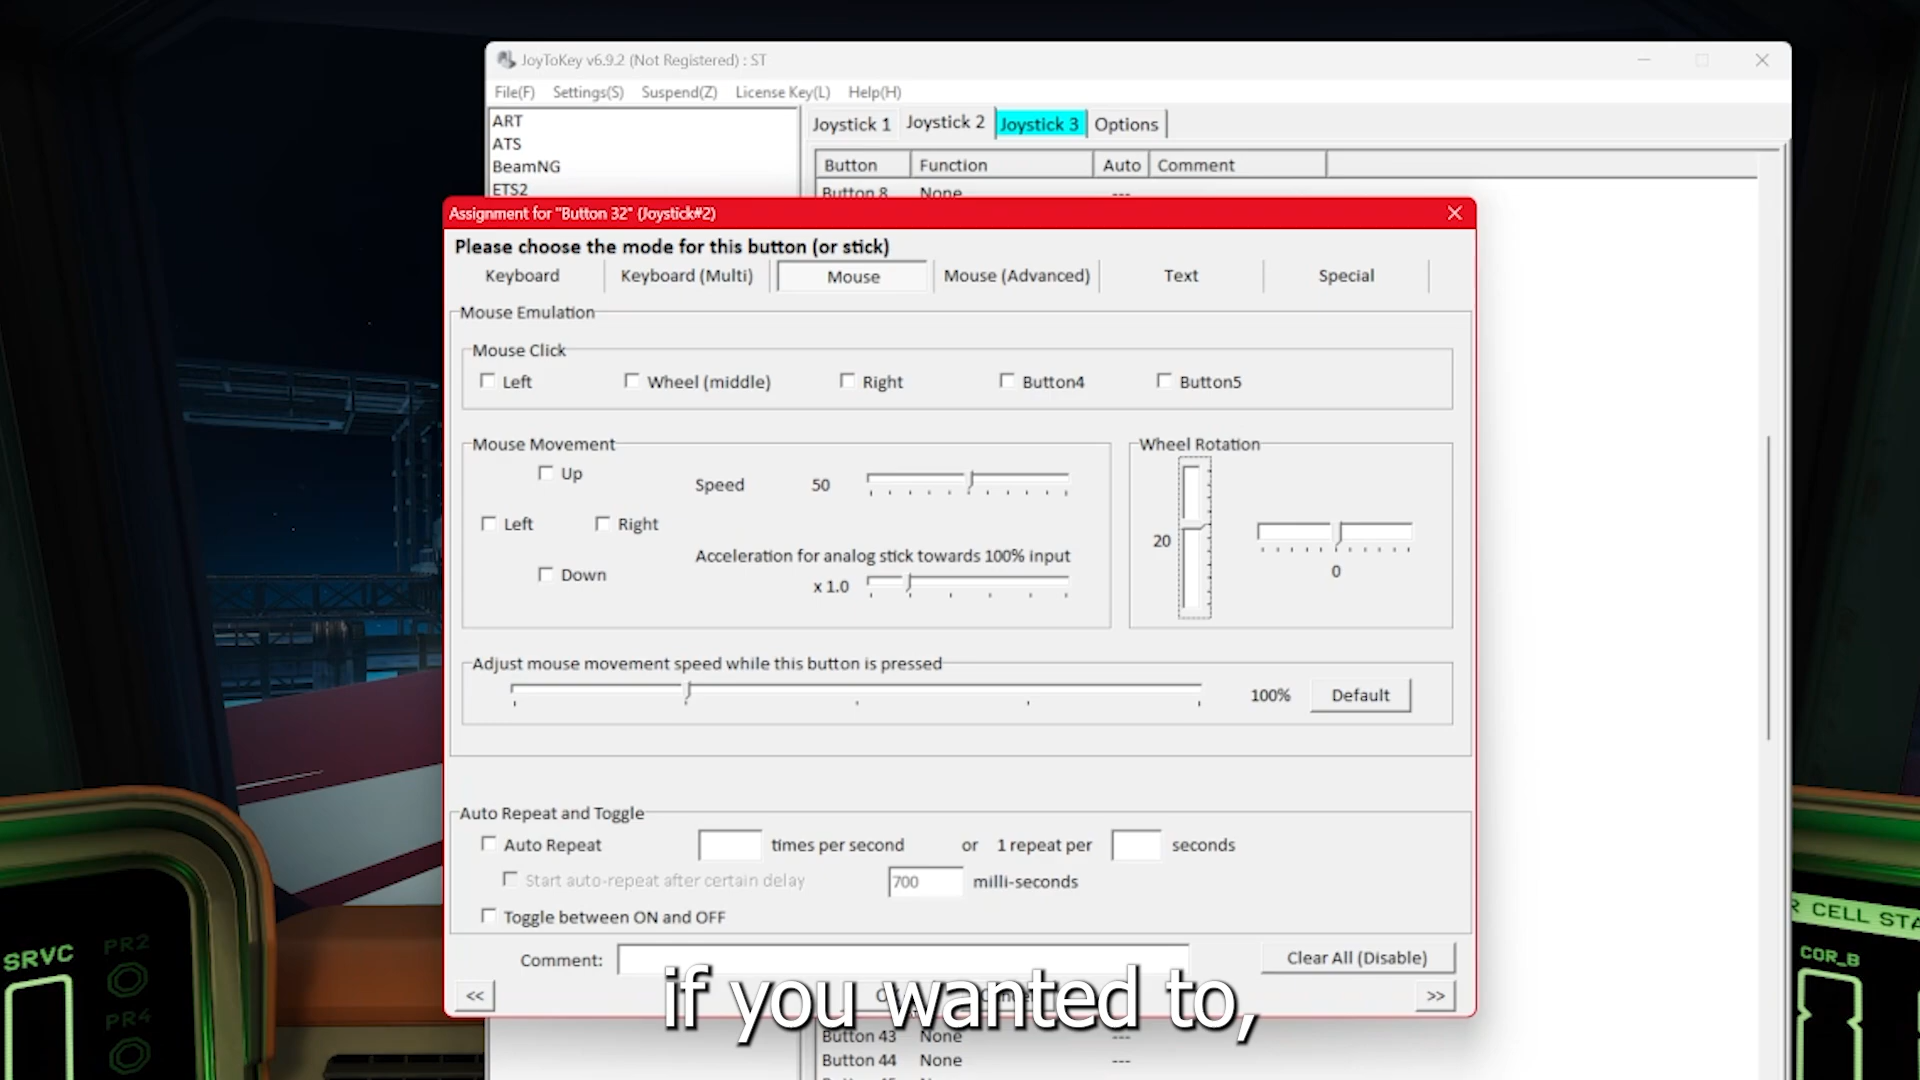 JoyToKey v6.9.2 (Not Registered) : ST
File(F) Settings(S) Suspend(Z) License Key(L) Help(H)
ART
ATS
BeamNG
ETS2
Joystick 1 Joystick 2 Joystick 3 Options
Button Function Auto Comment
Button 8 None ---
Assignment for "Button 32" (Joystick#2)
Please choose the mode for this button (or stick)
Keyboard Keyboard (Multi) Mouse Mouse (Advanced) Text Special
Mouse Emulation
Mouse Click
Left Wheel (middle) Right Button4 Button5
Mouse Movement
Up
Left Right
Down
Speed 50
Acceleration for analog stick towards 100% input
x 1.0
Wheel Rotation
20
0
Adjust mouse movement speed while this button is pressed
100% Default
Auto Repeat and Toggle
Auto Repeat times per second or 1 repeat per seconds
Start auto-repeat after certain delay 700 milli-seconds
Toggle between ON and OFF
Comment: Clear All (Disable)
<< >>
if you wanted to,
Button 43 None ---
Button 44 None ---
SRVC PR2
PR4
R CELL STA
COR_B